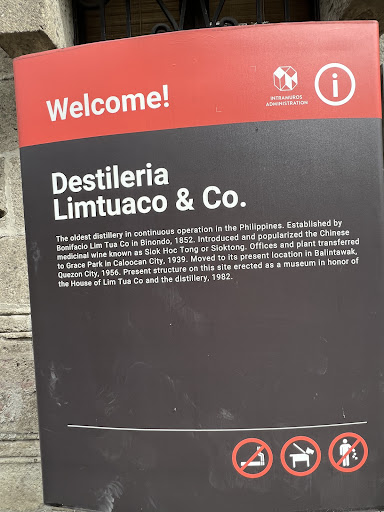 Welcome!
INTRAMUROS
ADMINISTRATION
i
Destileria
Limtuaco & Co.
The oldest distillery in continuous operation in the Philippines. Established by
Bonifacio Lim Tua Co in Binondo, 1852. Introduced and popularized the Chinese
medicinal wine known as Siok Hoc Tong or Sioktong. Offices and plant transferred
to Grace Park in Caloocan City, 1939. Moved to its present location in Balintawak,
Quezon City, 1956. Present structure on this site erected as a museum in honor of
the House of Lim Tua Co and the distillery, 1982.